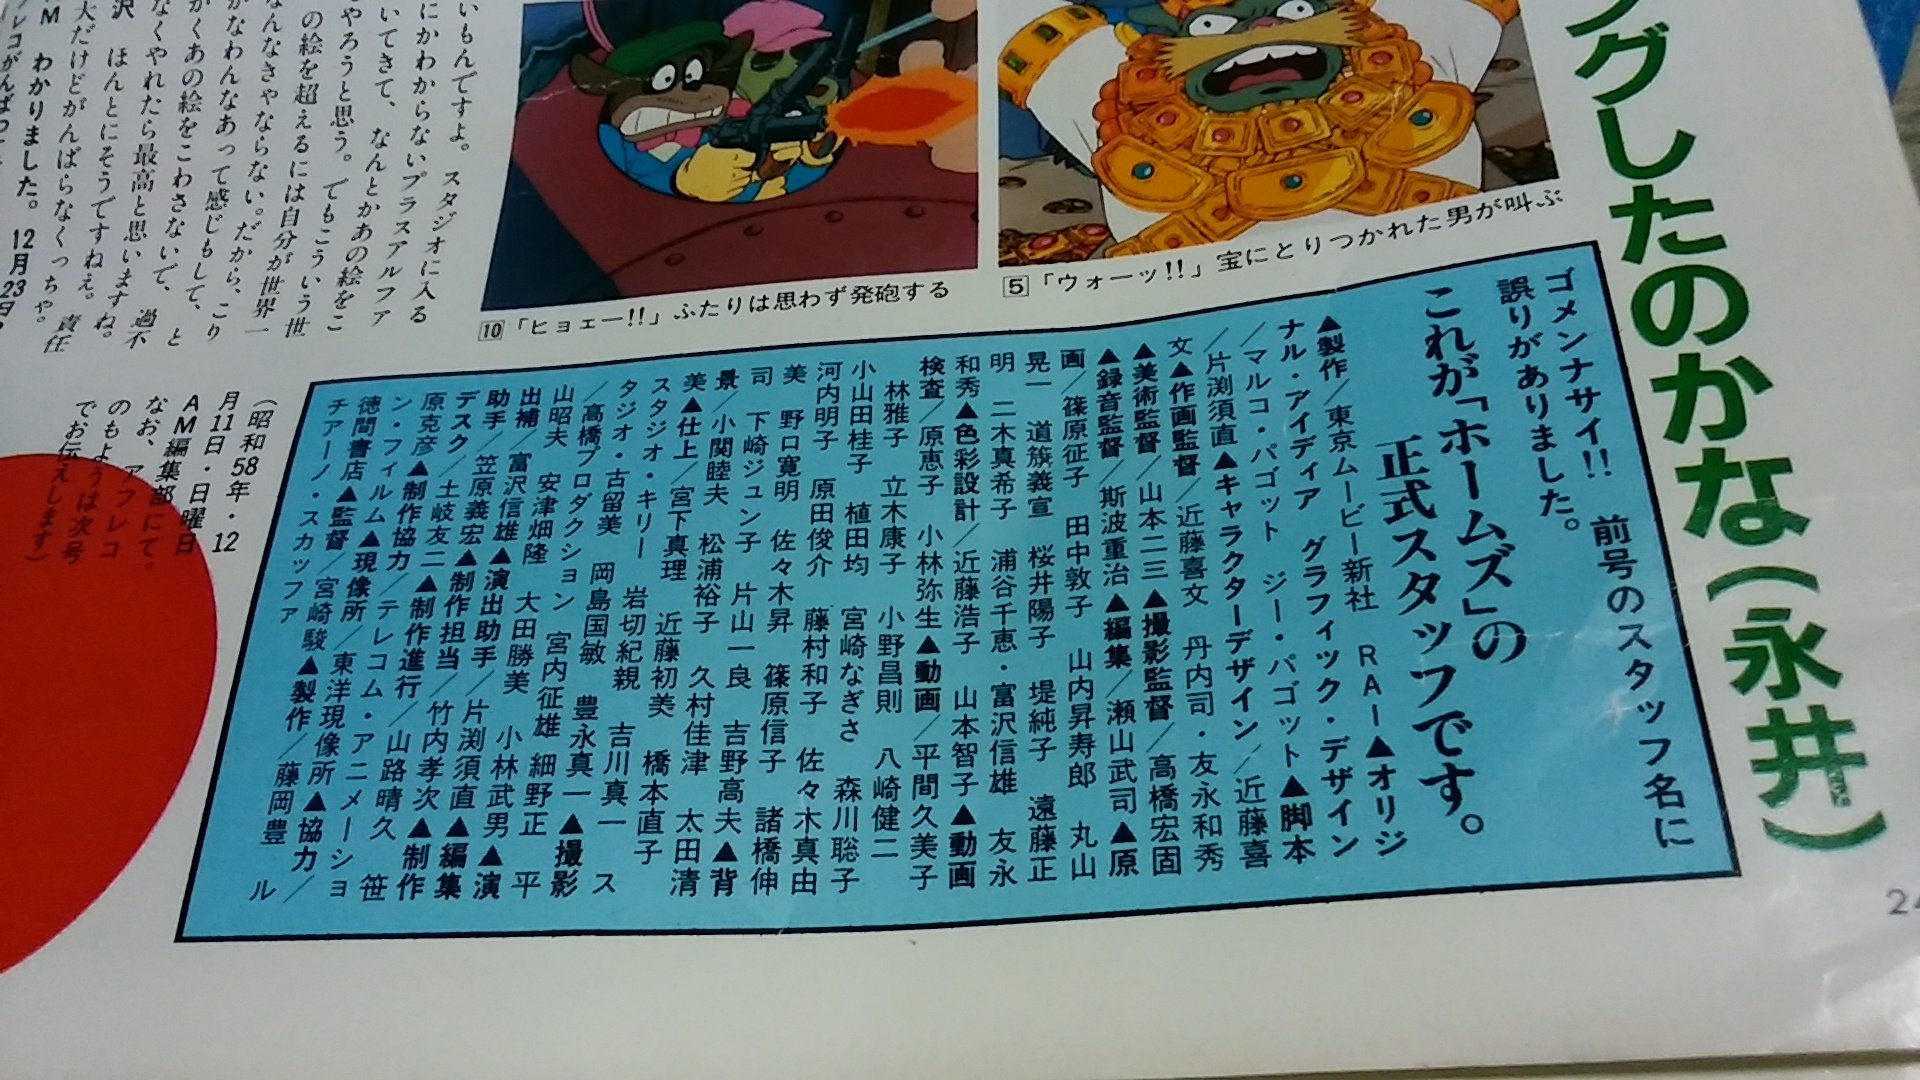 ングしたのかな(永井)
5「ウォーッ!!」宝にとりつかれた男が叫ぶ
10「ヒョエー!!」ふたりは思わず発砲する
ゴメンナサイ!! 前号のスタッフ名に
誤りがありました。
これが「ホームズ」の
正式スタッフです。
▲製作／東京ムービー新社 RAI▲オリジ
ナル・アイディア グラフィック・デザイン
／マルコ・パゴット ジー・パゴット▲脚本
／片渕須直▲キャラクターデザイン／近藤喜
文▲作画監督／近藤喜文 丹内司・友永和秀
▲美術監督／山本二三▲撮影監督／高橋宏固
▲録音監督／斯波重治▲編集／瀬山武司▲原
画／篠原征子 田中敦子 山内昇寿郎 丸山
晃一 道籏義宣 桜井陽子 堤純子 遠藤正
明 二木真希子 浦谷千恵・富沢信雄 友永
和秀▲色彩設計／近藤浩子 山本智子▲動画
検査／原恵子 小林弥生▲動画／平間久美子
林雅子 立木康子 小野昌則 八崎健二
小山田桂子 植田均 宮崎なぎさ 森川聡子
河内明子 原田俊介 藤村和子 佐々木真由
美 野口寛明 佐々木昇 篠原信子 諸橋伸
司 下崎ジュン子 片山一良 吉野高夫▲背
景／小関睦夫 松浦裕子 久村佳津 太田清
美▲仕上／宮下真理 近藤初美 橋本直子
スタジオ・キリー 岩切紀親 吉川真一 ス
タジオ・古留美 岡島国敏 豊永真一▲撮影
／高橋プロダクション 宮内征雄 細野正 平
山昭夫 安津畑隆 大田勝美 小林武男▲演
出補／富沢信雄▲演出助手／片渕須直▲編集
助手／笠原義宏▲制作担当／竹内孝次▲制作
デスク／土岐友二▲制作進行／山路晴久 笹
原克彦▲制作協力／テレコム・アニメーショ
ン・フィルム▲現像所／東洋現像所▲協力／
徳間書店▲監督／宮崎駿▲製作／藤岡豊 ル
チアーノ・スカッファ
いもんですよ。スタジオに入る
にかわからないプラスアルファ
いてきて、なんとかあの絵をこ
やろうと思う。でもこういう世
の絵を超えるには自分が世界一
なんなきゃならない。だから、こり
かなわんなあって感じもして、と
かくあの絵をこわさないで、過不
なくやれたら最高と思いますね。
沢 ほんとにそうですねえ。責任
大だけどがんばらなくっちゃ。
M わかりました。12月23日
(昭和58年・12
月11日・日曜日
AM編集部にて。
なお、アフレコ
のもようは次号
でお伝えします)
24